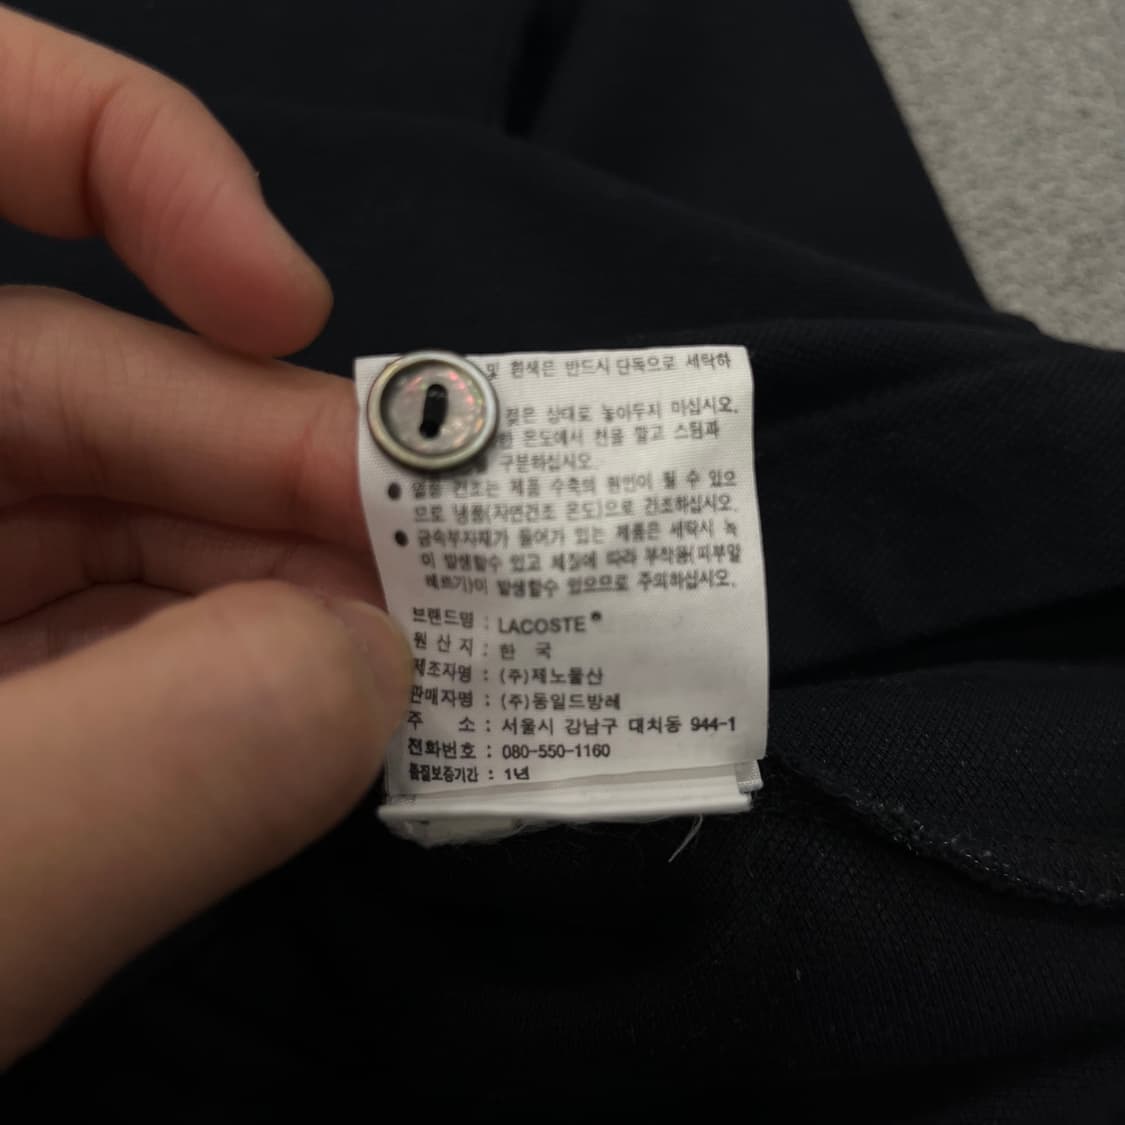 및 흰색은 반드시 단독으로 세탁하
젖은 상태로 놓아두지 마십시오.
한 온도에서 천을 깔고 스팀과
을 구분하십시오.
● 열풍 건조는 제품 수축의 원인이 될 수 있으
므로 냉풍(자연건조 온도)으로 건조하십시오.
● 금속부자재가 들어가 있는 제품은 세탁시 녹
이 발생할수 있고 체질에 따라 부작용(피부알
레르기)이 발생할수 있으므로 주의하십시오.
브랜드명 : LACOSTE®
원 산 지 : 한 국
제조자명 : (주)제노물산
판매자명 : (주)동일드방레
주 소 : 서울시 강남구 대치동 944-1
전화번호 : 080-550-1160
품질보증기간 : 1년